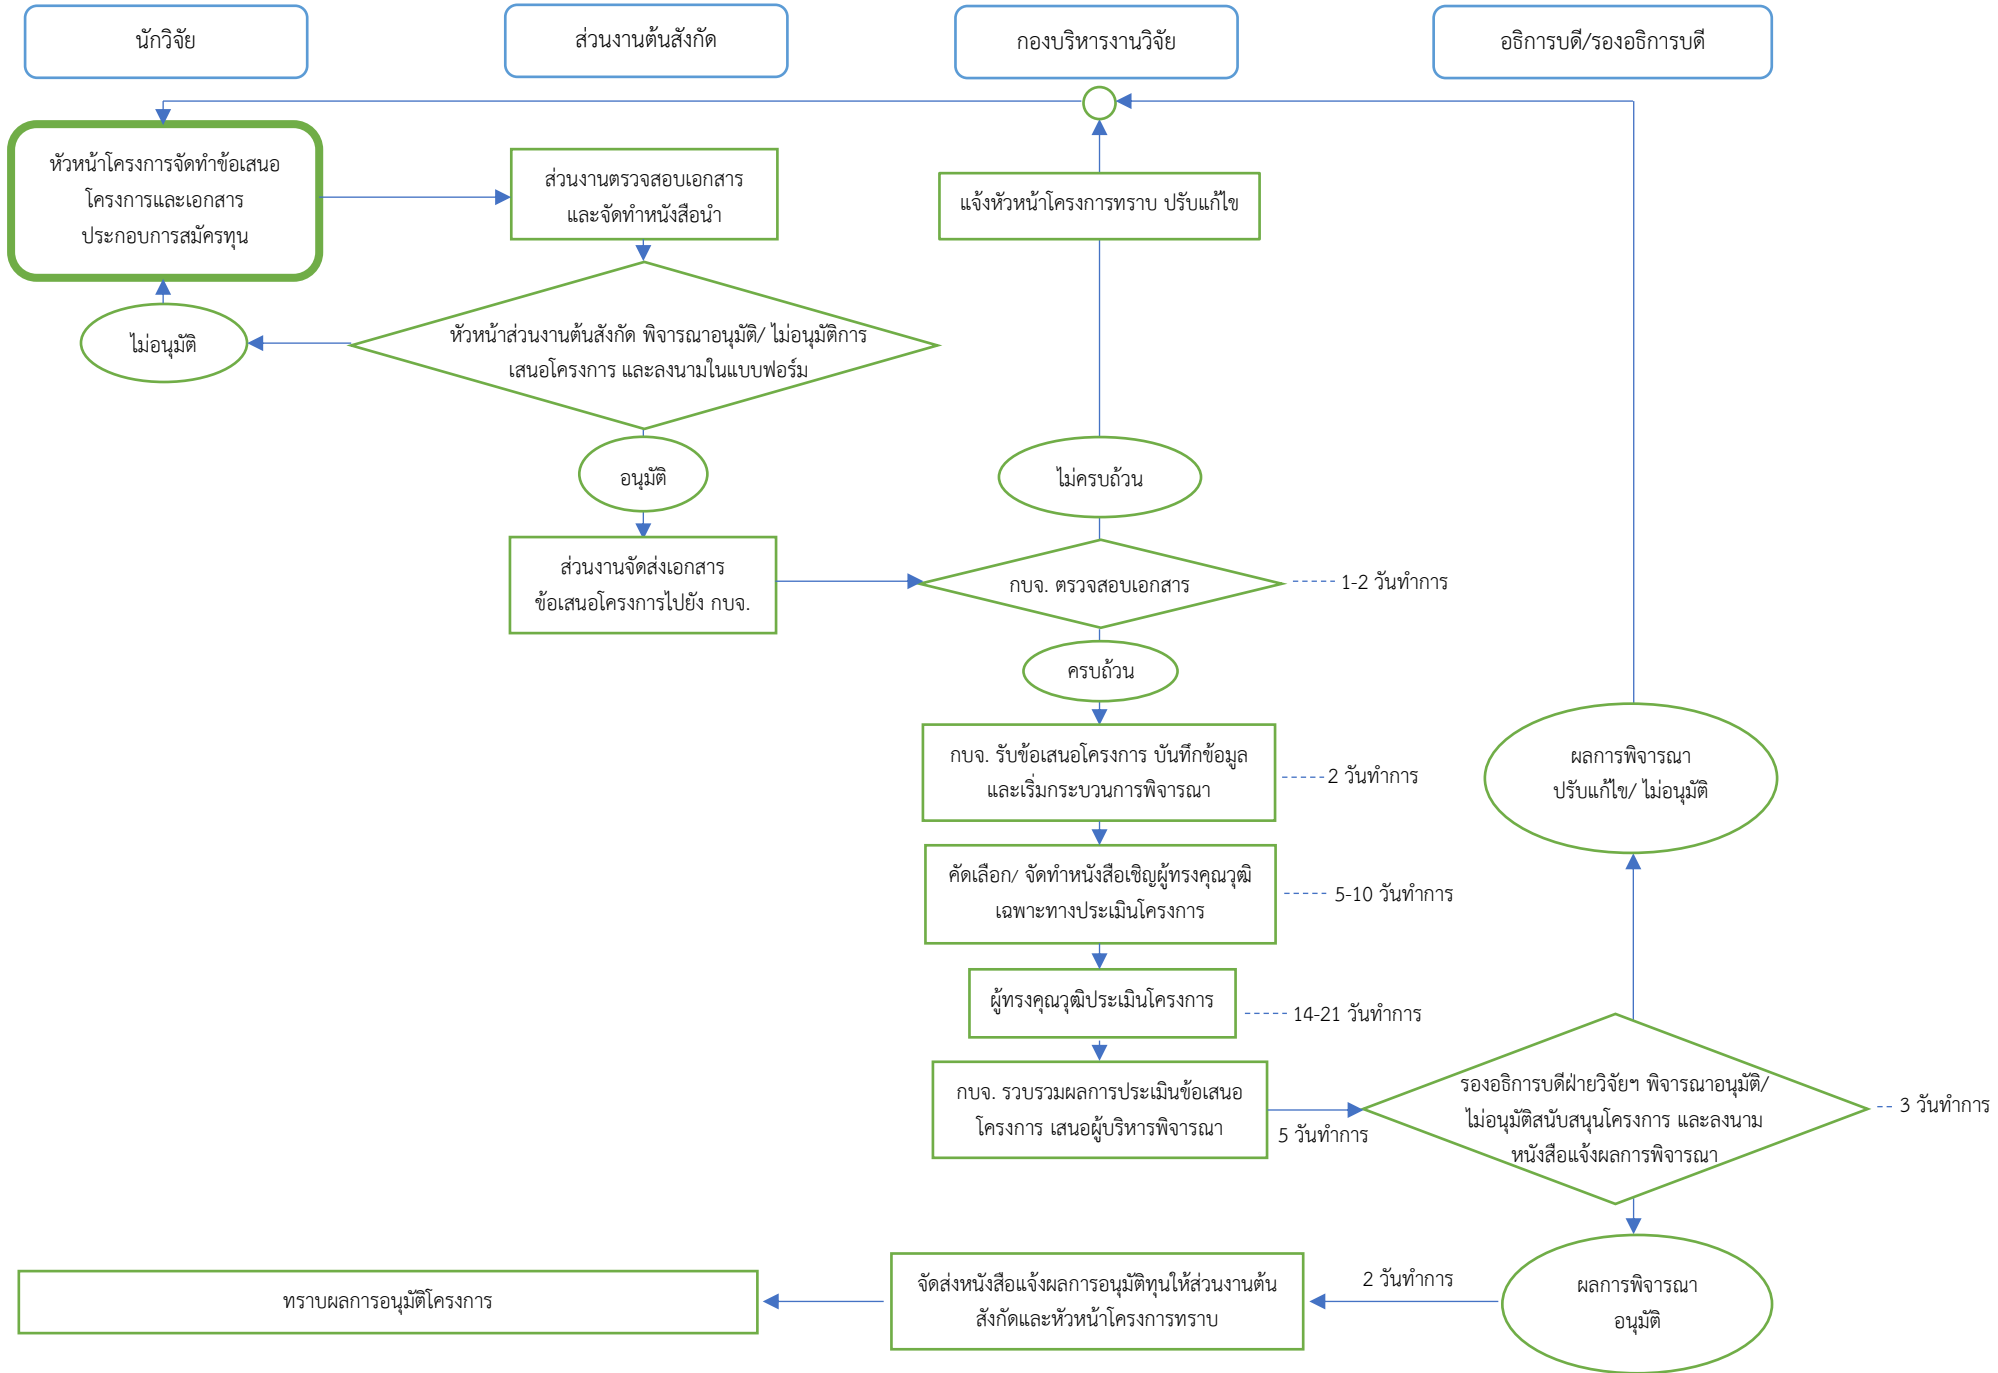 นักวิจัย
ส่วนงานต้นสังกัด
กองบริหารงานวิจัย
อธิการบดี/รองอธิการบดี
หัวหน้าโครงการจัดทำข้อเสนอ
โครงการและเอกสาร
ประกอบการสมัครทุน
ส่วนงานตรวจสอบเอกสาร
และจัดทำหนังสือนำ
แจ้งหัวหน้าโครงการทราบ ปรับแก้ไข
ไม่อนุมัติ
หัวหน้าส่วนงานต้นสังกัด พิจารณาอนุมัติ/ ไม่อนุมัติการ
เสนอโครงการ และลงนามในแบบฟอร์ม
อนุมัติ
ไม่ครบถ้วน
ส่วนงานจัดส่งเอกสาร
ข้อเสนอโครงการไปยัง กบจ.
กบจ. ตรวจสอบเอกสาร
1-2 วันทำการ
ครบถ้วน
กบจ. รับข้อเสนอโครงการ บันทึกข้อมูล
และเริ่มกระบวนการพิจารณา
2 วันทำการ
ผลการพิจารณา
ปรับแก้ไข/ ไม่อนุมัติ
คัดเลือก/ จัดทำหนังสือเชิญผู้ทรงคุณวุฒิ
เฉพาะทางประเมินโครงการ
5-10 วันทำการ
ผู้ทรงคุณวุฒิประเมินโครงการ
14-21 วันทำการ
กบจ. รวบรวมผลการประเมินข้อเสนอ
โครงการ เสนอผู้บริหารพิจารณา
5 วันทำการ
รองอธิการบดีฝ่ายวิจัยฯ พิจารณาอนุมัติ/
ไม่อนุมัติสนับสนุนโครงการ และลงนาม
หนังสือแจ้งผลการพิจารณา
3 วันทำการ
ทราบผลการอนุมัติโครงการ
จัดส่งหนังสือแจ้งผลการอนุมัติทุนให้ส่วนงานต้น
สังกัดและหัวหน้าโครงการทราบ
2 วันทำการ
ผลการพิจารณา
อนุมัติ